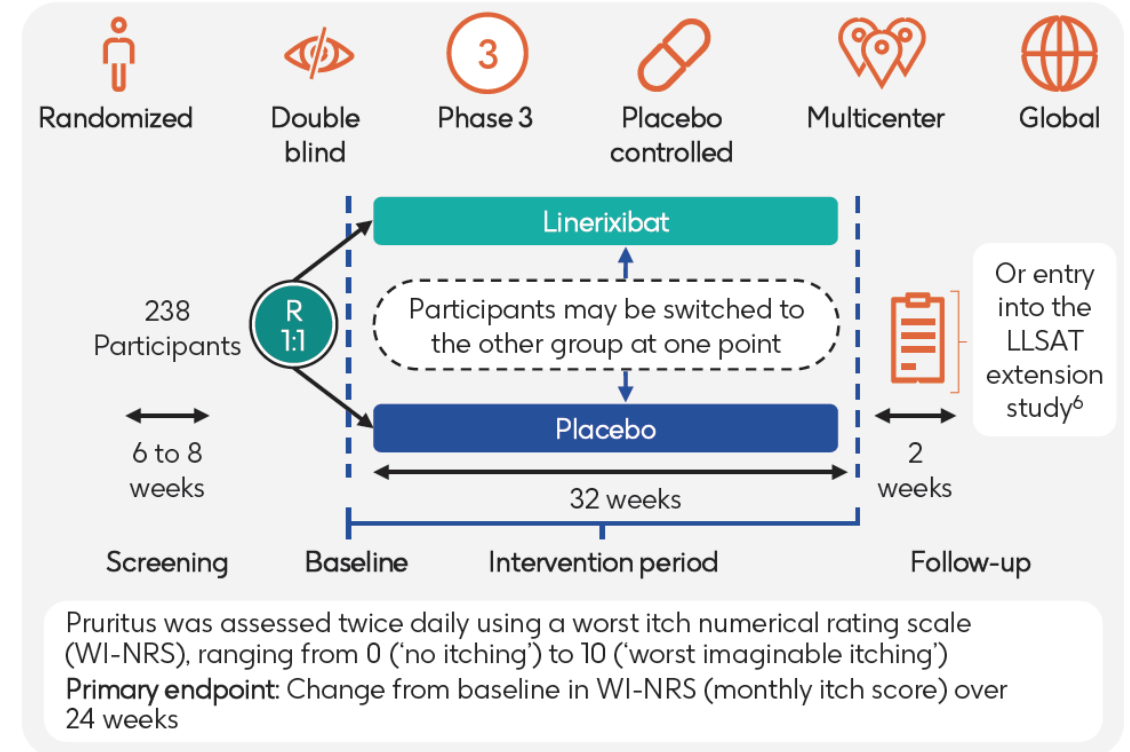 3
Randomized
Double
blind
Phase 3
Placebo
controlled
Multicenter
Global
Linerixibat
238
Participants
R
1:1
Participants may be switched to
the other group at one point
Or entry
into the
LLSAT
extension
study⁶
Placebo
6 to 8
weeks
32 weeks
2
weeks
Screening
Baseline
Intervention period
Follow-up
Pruritus was assessed twice daily using a worst itch numerical rating scale
(WI-NRS), ranging from 0 (‘no itching’) to 10 (‘worst imaginable itching’)
Primary endpoint: Change from baseline in WI-NRS (monthly itch score) over
24 weeks